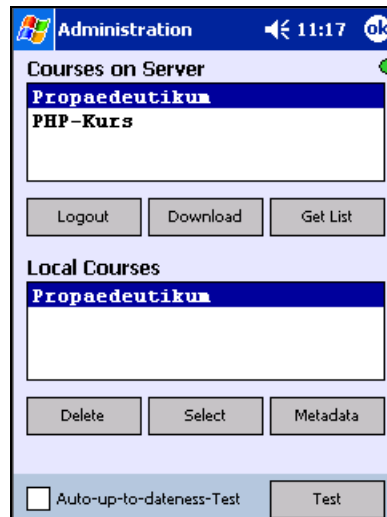 Administration 11:17 ok
Courses on Server
Propaedeutikum
PHP-Kurs
Logout Download Get List
Local Courses
Propaedeutikum
Delete Select Metadata
Auto-up-to-dateness-Test Test